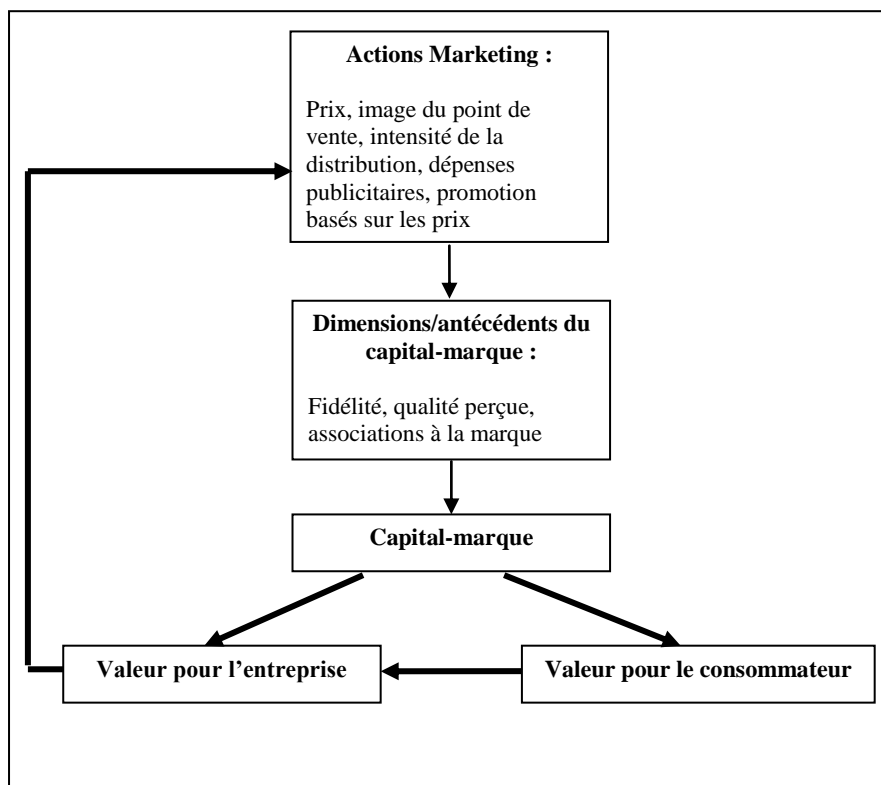 Actions Marketing :
Prix, image du point de
vente, intensité de la
distribution, dépenses
publicitaires, promotion
basés sur les prix
Dimensions/antécédents du
capital-marque :
Fidélité, qualité perçue,
associations à la marque
Capital-marque
Valeur pour l’entreprise
Valeur pour le consommateur